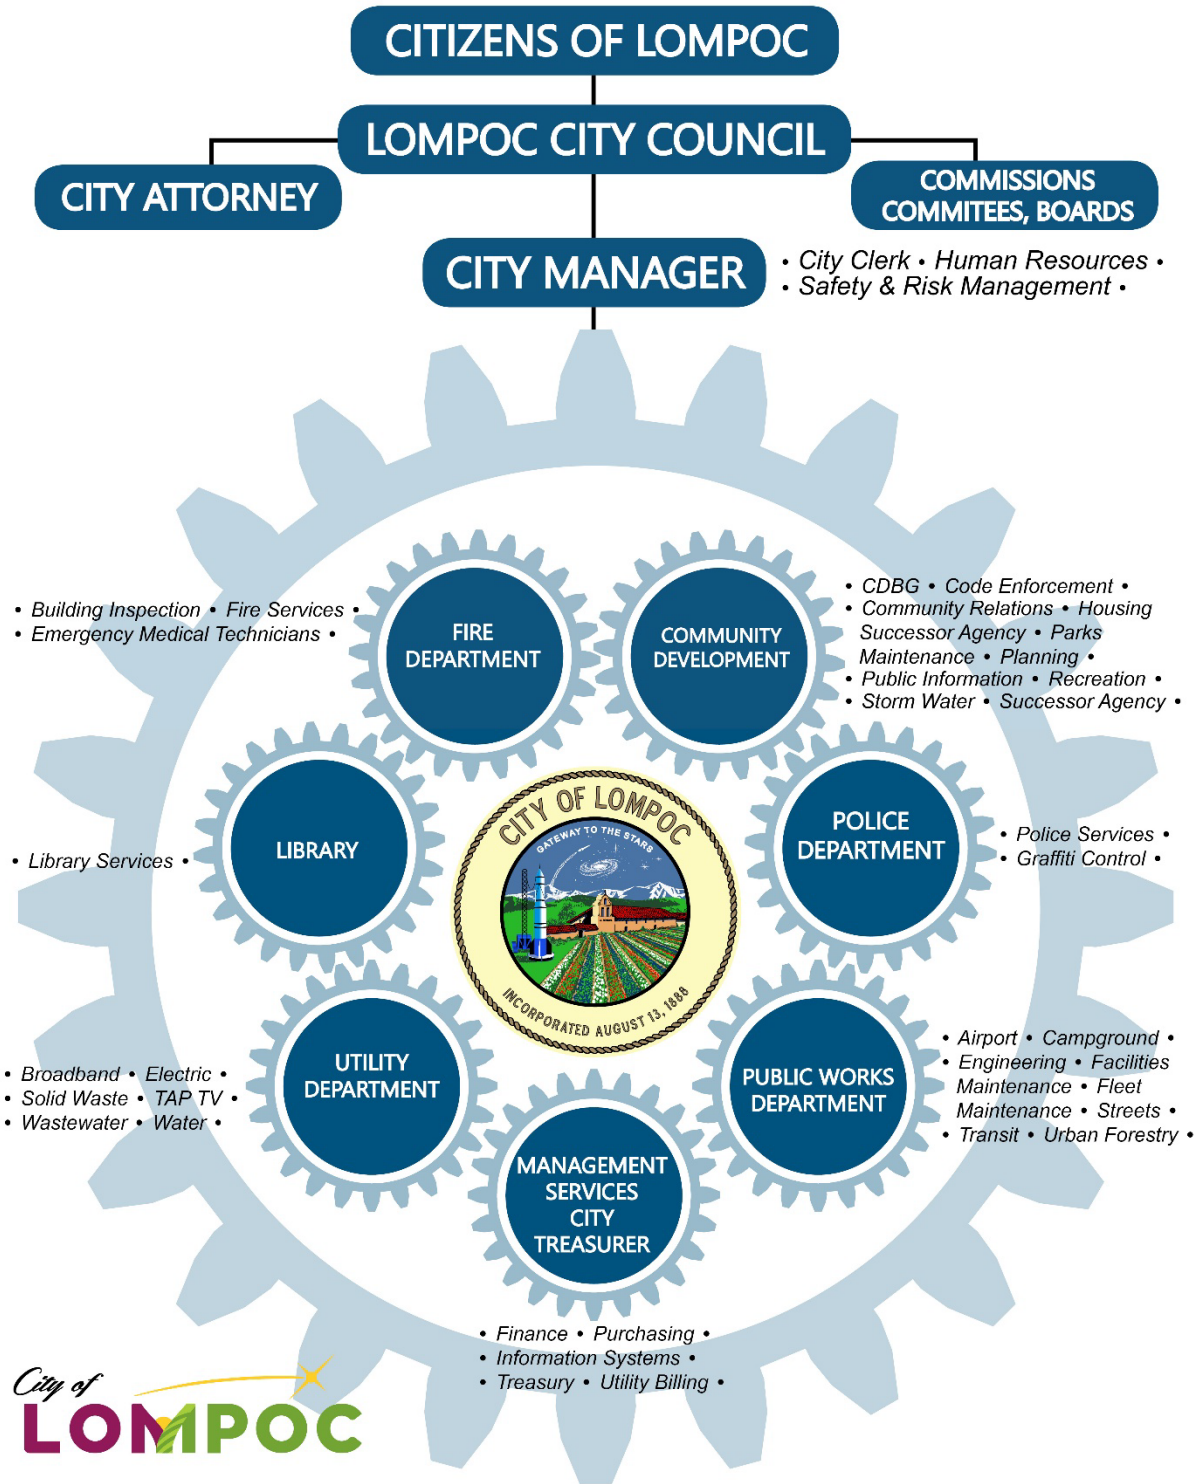 CITIZENS OF LOMPOC
LOMPOC CITY COUNCIL
CITY ATTORNEY
COMMISSIONS
COMMITEES, BOARDS
CITY MANAGER
• City Clerk • Human Resources •
• Safety & Risk Management •
FIRE
DEPARTMENT
• Building Inspection • Fire Services •
• Emergency Medical Technicians •
COMMUNITY
DEVELOPMENT
• CDBG • Code Enforcement •
• Community Relations • Housing
Successor Agency • Parks
Maintenance • Planning •
• Public Information • Recreation •
• Storm Water • Successor Agency •
LIBRARY
• Library Services •
CITY OF LOMPOC
GATEWAY TO THE STARS
INCORPORATED AUGUST 13, 1888
POLICE
DEPARTMENT
• Police Services •
• Graffiti Control •
UTILITY
DEPARTMENT
• Broadband • Electric •
• Solid Waste • TAP TV •
• Wastewater • Water •
PUBLIC WORKS
DEPARTMENT
• Airport • Campground •
• Engineering • Facilities
Maintenance • Fleet
Maintenance • Streets •
• Transit • Urban Forestry •
MANAGEMENT
SERVICES
CITY
TREASURER
• Finance • Purchasing •
• Information Systems •
• Treasury • Utility Billing •
City of
LOMPOC